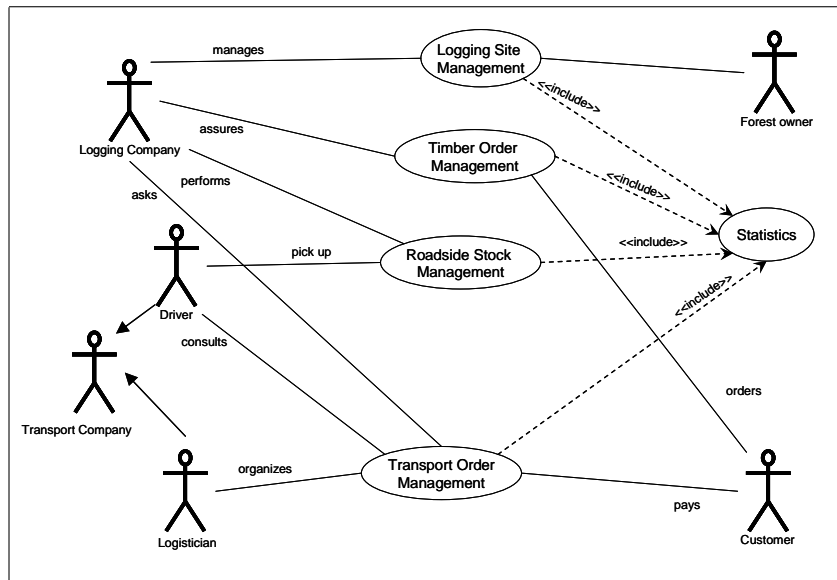 manages
Logging Site
Management
<<include>>
Forest owner
Logging Company
assures
Timber Order
Management
<<include>>
performs
asks
Statistics
pick up
Roadside Stock
Management
<<include>>
Driver
<<include>>
consults
Transport Company
orders
organizes
Transport Order
Management
pays
Logistician
Customer